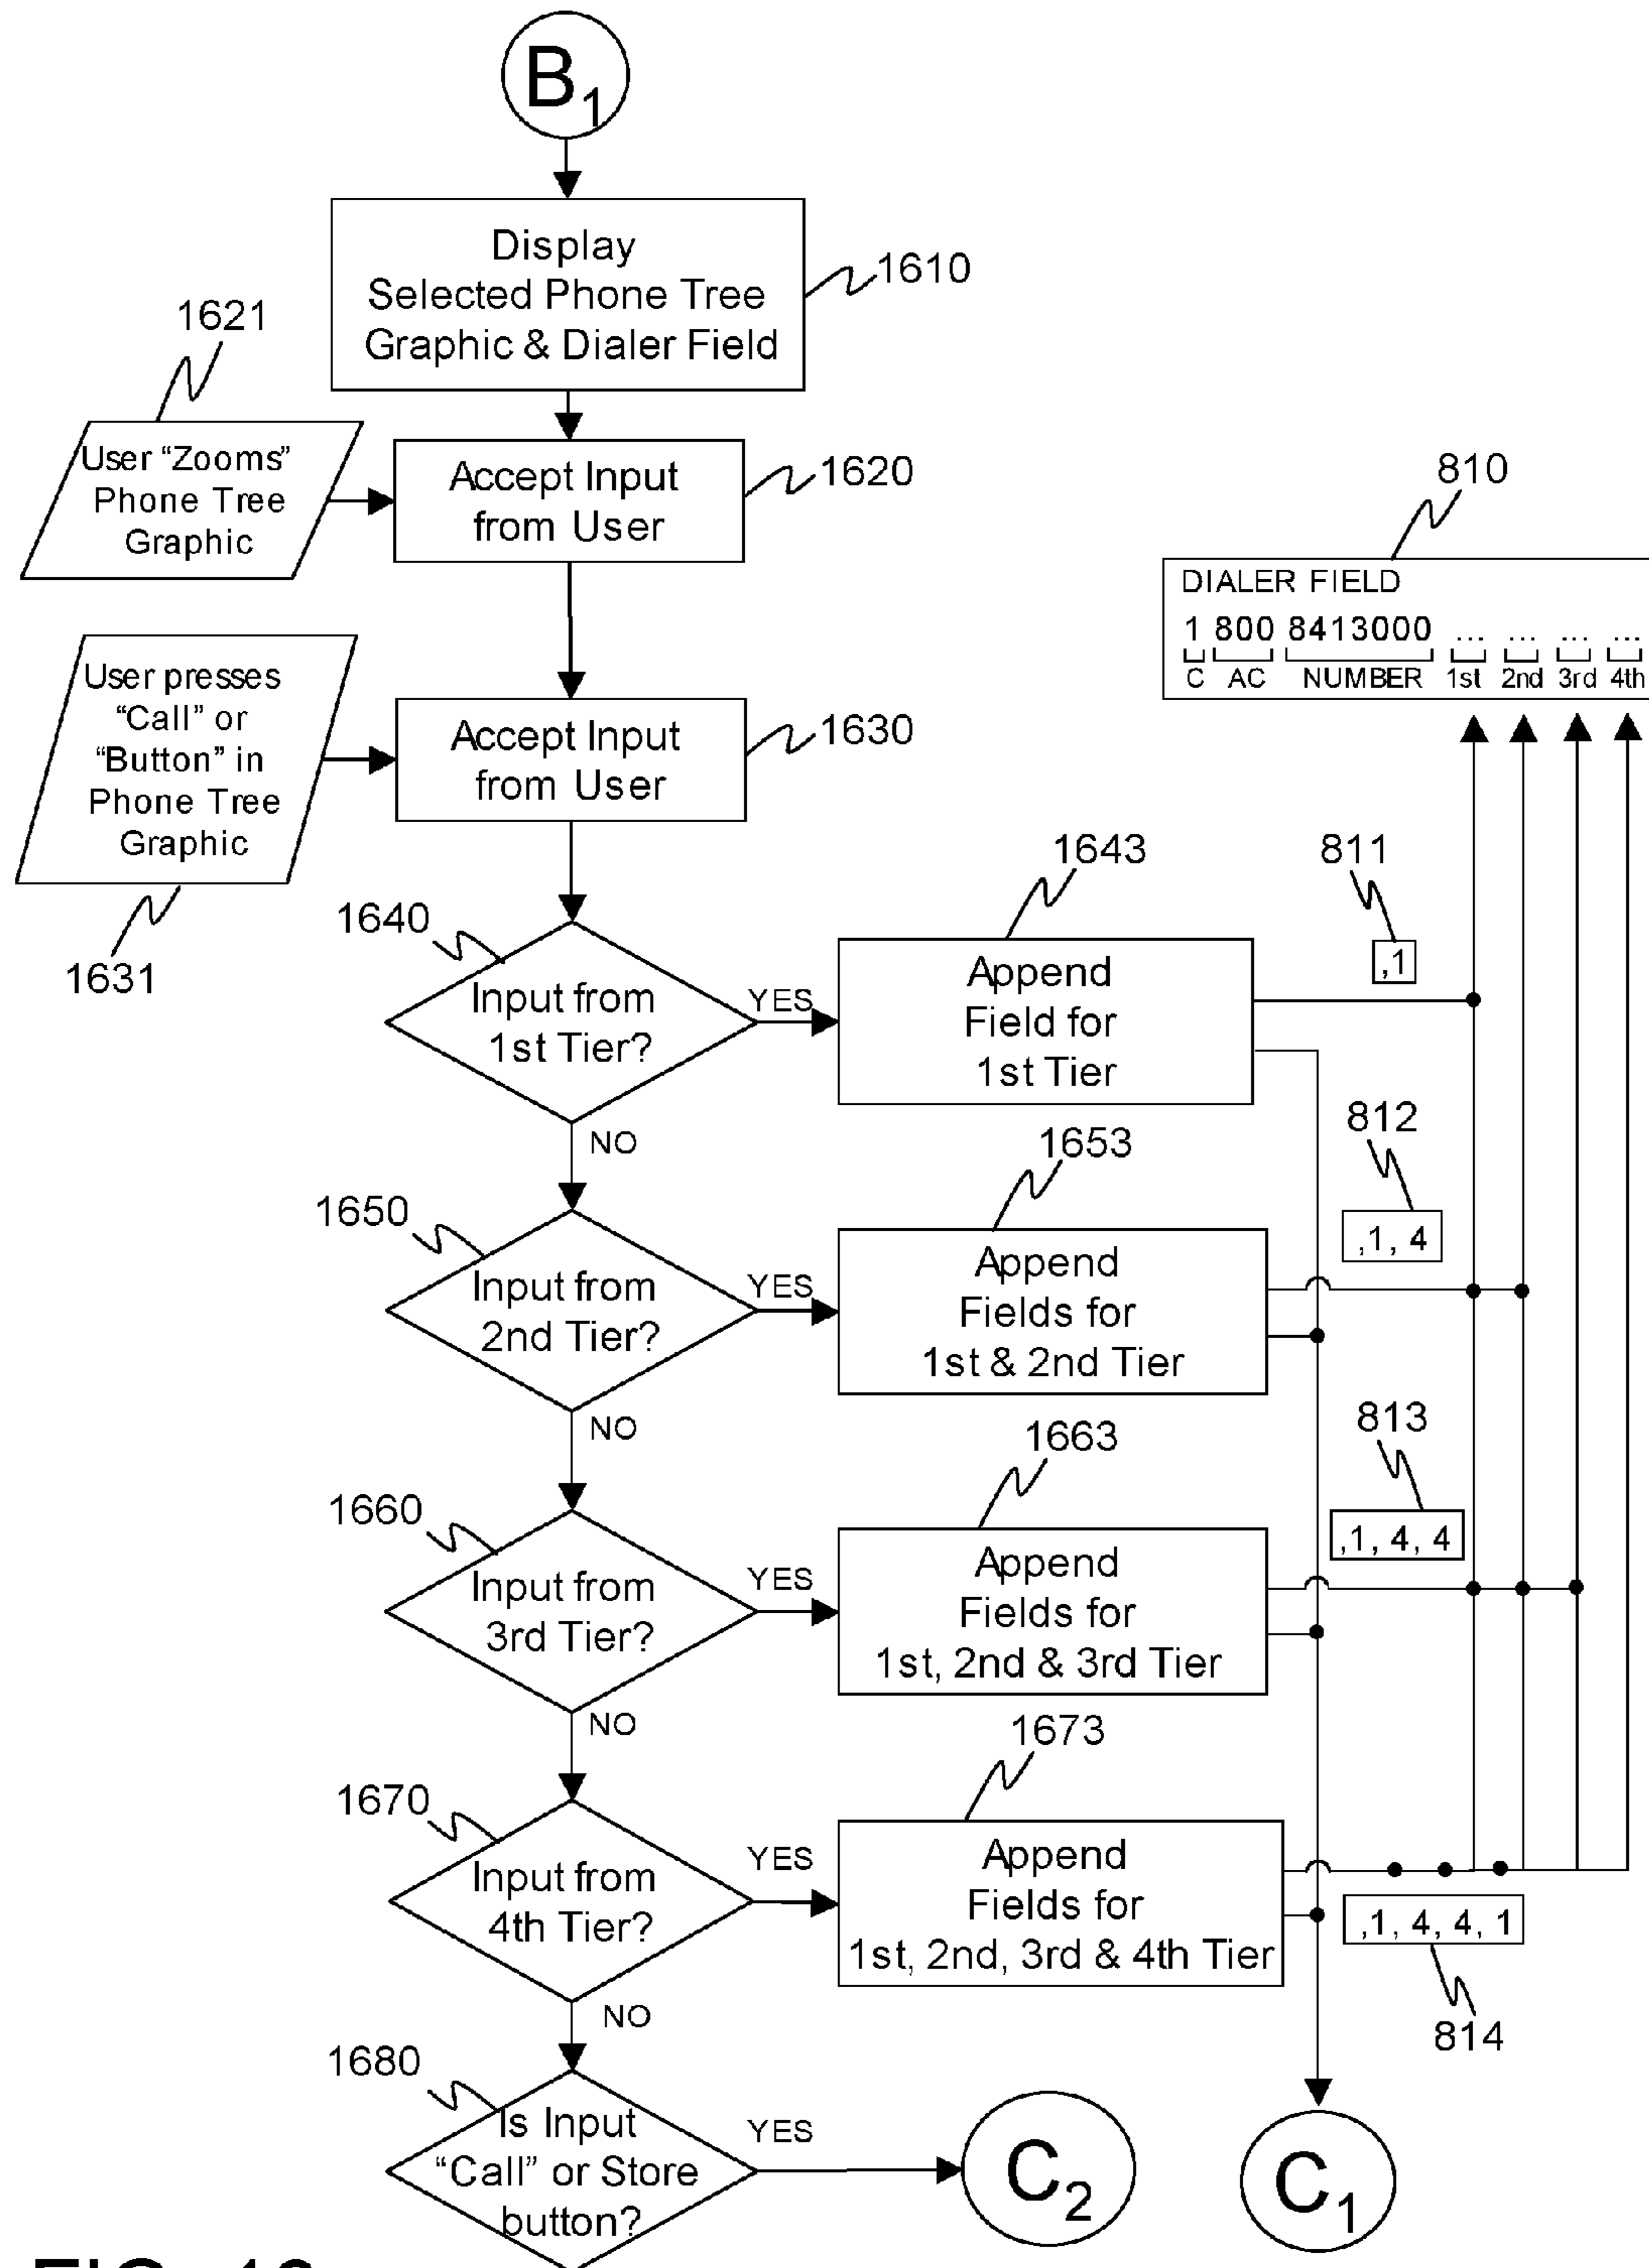 B1
Display
Selected Phone Tree
Graphic & Dialer Field
1610
1621
User “Zooms”
Phone Tree
Graphic
Accept Input
from User
1620
810
DIALER FIELD
1 800 8413000 ... ... ... ...
C AC NUMBER 1st 2nd 3rd 4th
User presses
“Call” or
“Button” in
Phone Tree
Graphic
1631
Accept Input
from User
1630
1640
Input from
1st Tier?
YES
NO
1643
Append
Field for
1st Tier
811
,1
1650
Input from
2nd Tier?
YES
NO
1653
Append
Fields for
1st & 2nd Tier
812
,1, 4
1660
Input from
3rd Tier?
YES
NO
1663
Append
Fields for
1st, 2nd & 3rd Tier
813
,1, 4, 4
1670
Input from
4th Tier?
YES
NO
1673
Append
Fields for
1st, 2nd, 3rd & 4th Tier
,1, 4, 4, 1
814
1680
Is Input
“Call” or Store
button?
YES
C2
C1